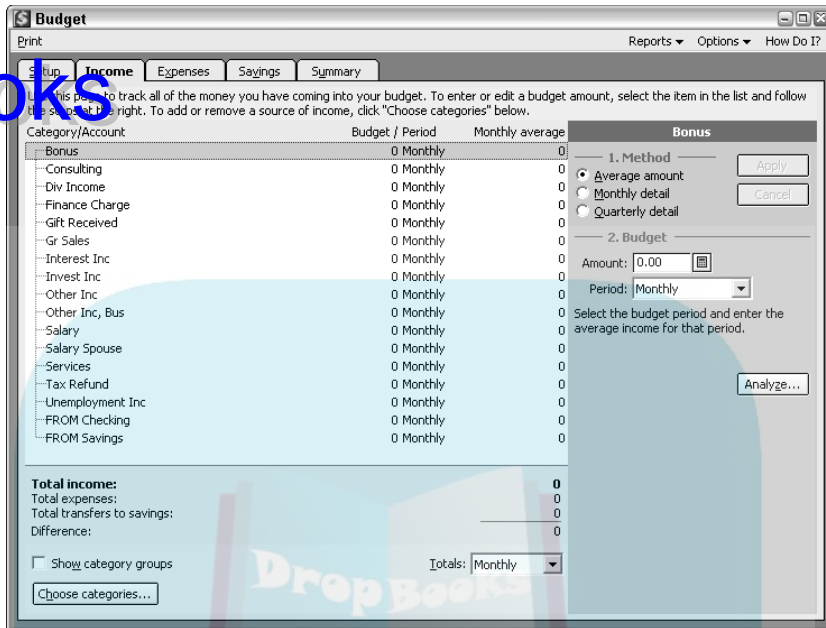 Budget
Print Reports Options How Do I?
Setup Income Expenses Savings Summary
oks
Use this page to track all of the money you have coming into your budget. To enter or edit a budget amount, select the item in the list and follow
the steps at the right. To add or remove a source of income, click "Choose categories" below.
Category/Account Budget / Period Monthly average Bonus
Bonus 0 Monthly 0
Consulting 0 Monthly 0
Div Income 0 Monthly 0
Finance Charge 0 Monthly 0
Gift Received 0 Monthly 0
Gr Sales 0 Monthly 0
Interest Inc 0 Monthly 0
Invest Inc 0 Monthly 0
Other Inc 0 Monthly 0
Other Inc, Bus 0 Monthly 0
Salary 0 Monthly 0
Salary Spouse 0 Monthly 0
Services 0 Monthly 0
Tax Refund 0 Monthly 0
Unemployment Inc 0 Monthly 0
FROM Checking 0 Monthly 0
FROM Savings 0 Monthly 0
1. Method
Average amount
Monthly detail
Quarterly detail
Apply
Cancel
2. Budget
Amount: 0.00
Period: Monthly
Select the budget period and enter the
average income for that period.
Analyze...
Total income: 0
Total expenses: 0
Total transfers to savings: 0
Difference: 0
Show category groups Totals: Monthly
Choose categories...
DropBooks